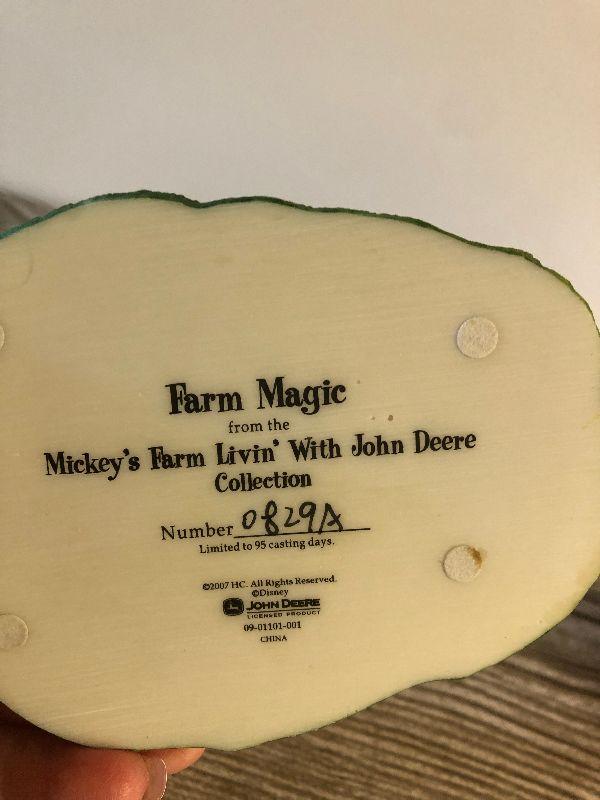 Farm Magic
from the
Mickey's Farm Livin' With John Deere
Collection
Number 0829A
Limited to 95 casting days.
©2007 HC. All Rights Reserved.
©Disney
JOHN DEERE
LICENSED PRODUCT
09-01101-001
CHINA